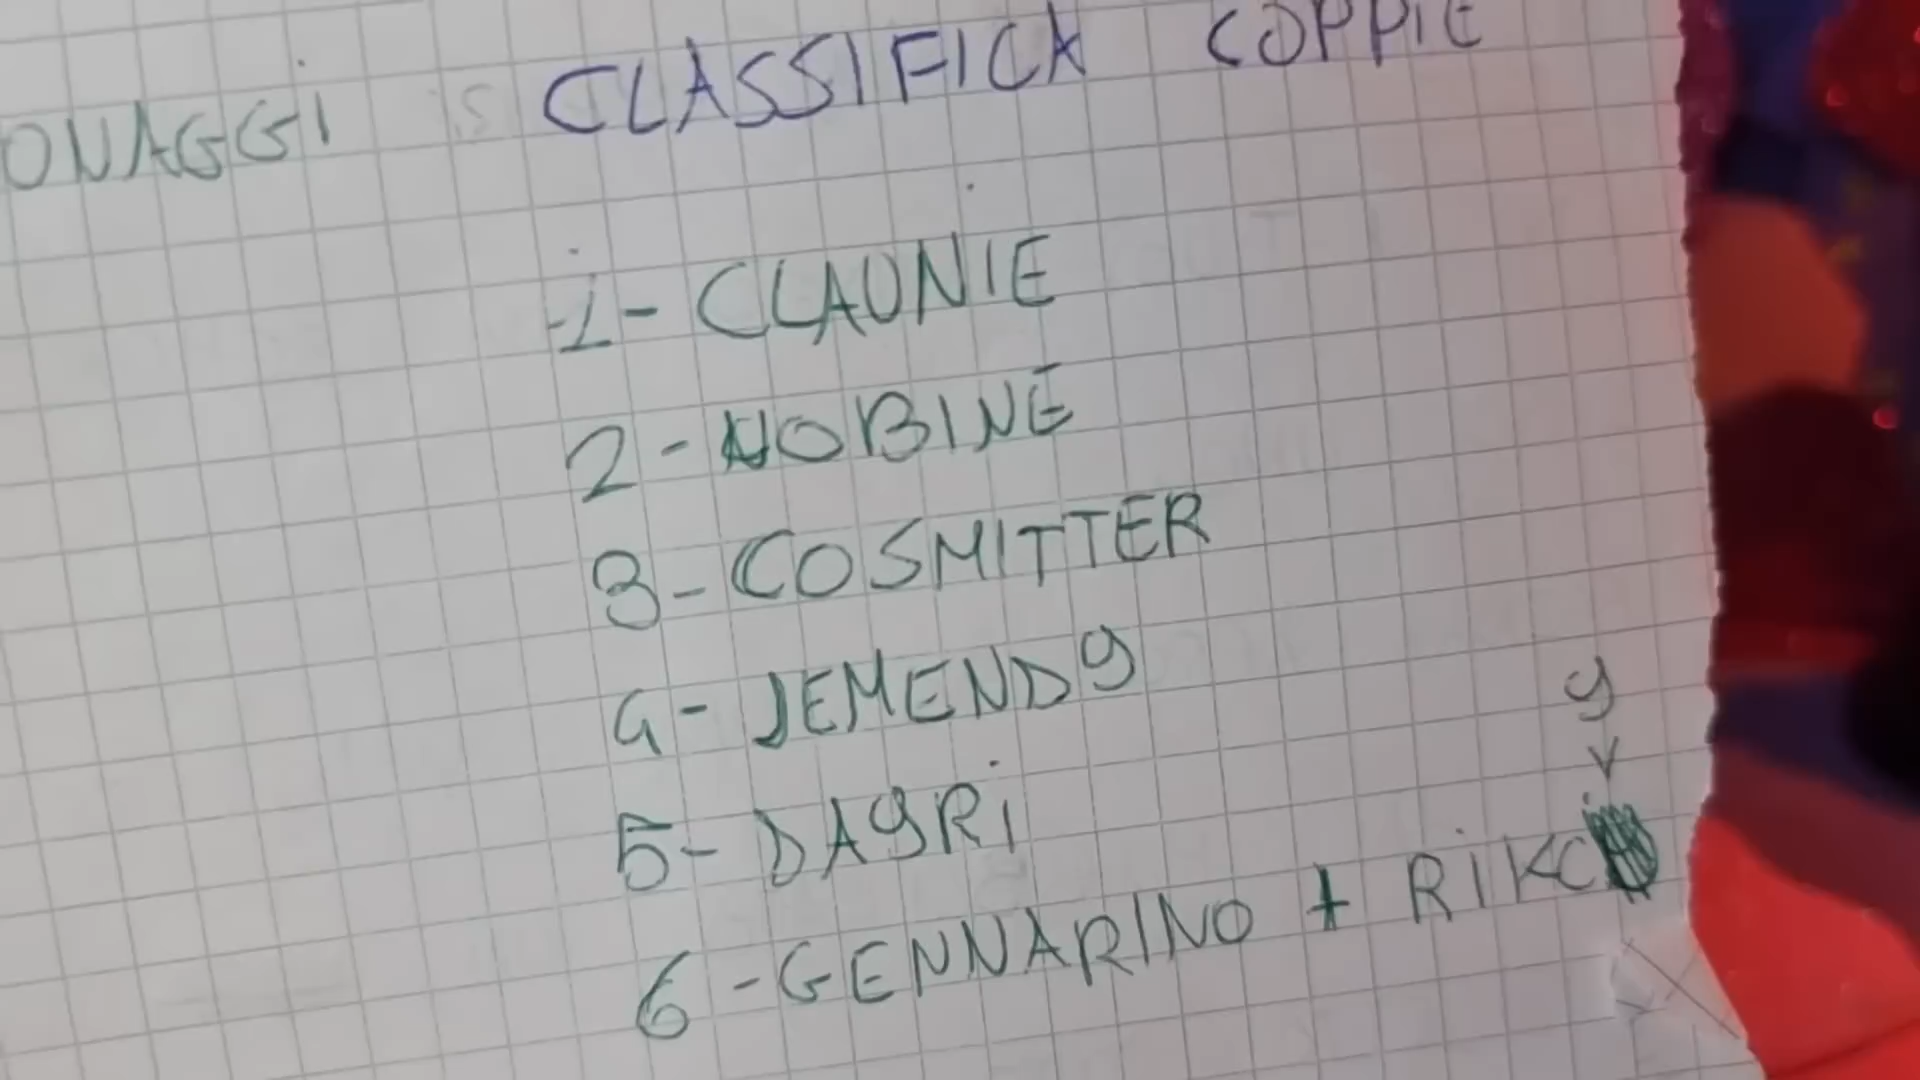 ONAGGI CLASSIFICA COPPIE
1- CLAUNIE
2- NOBINE
3- COSMITTER
4- JEMENDY
5- DAYRi
y
6- GENNARINO + RiKC